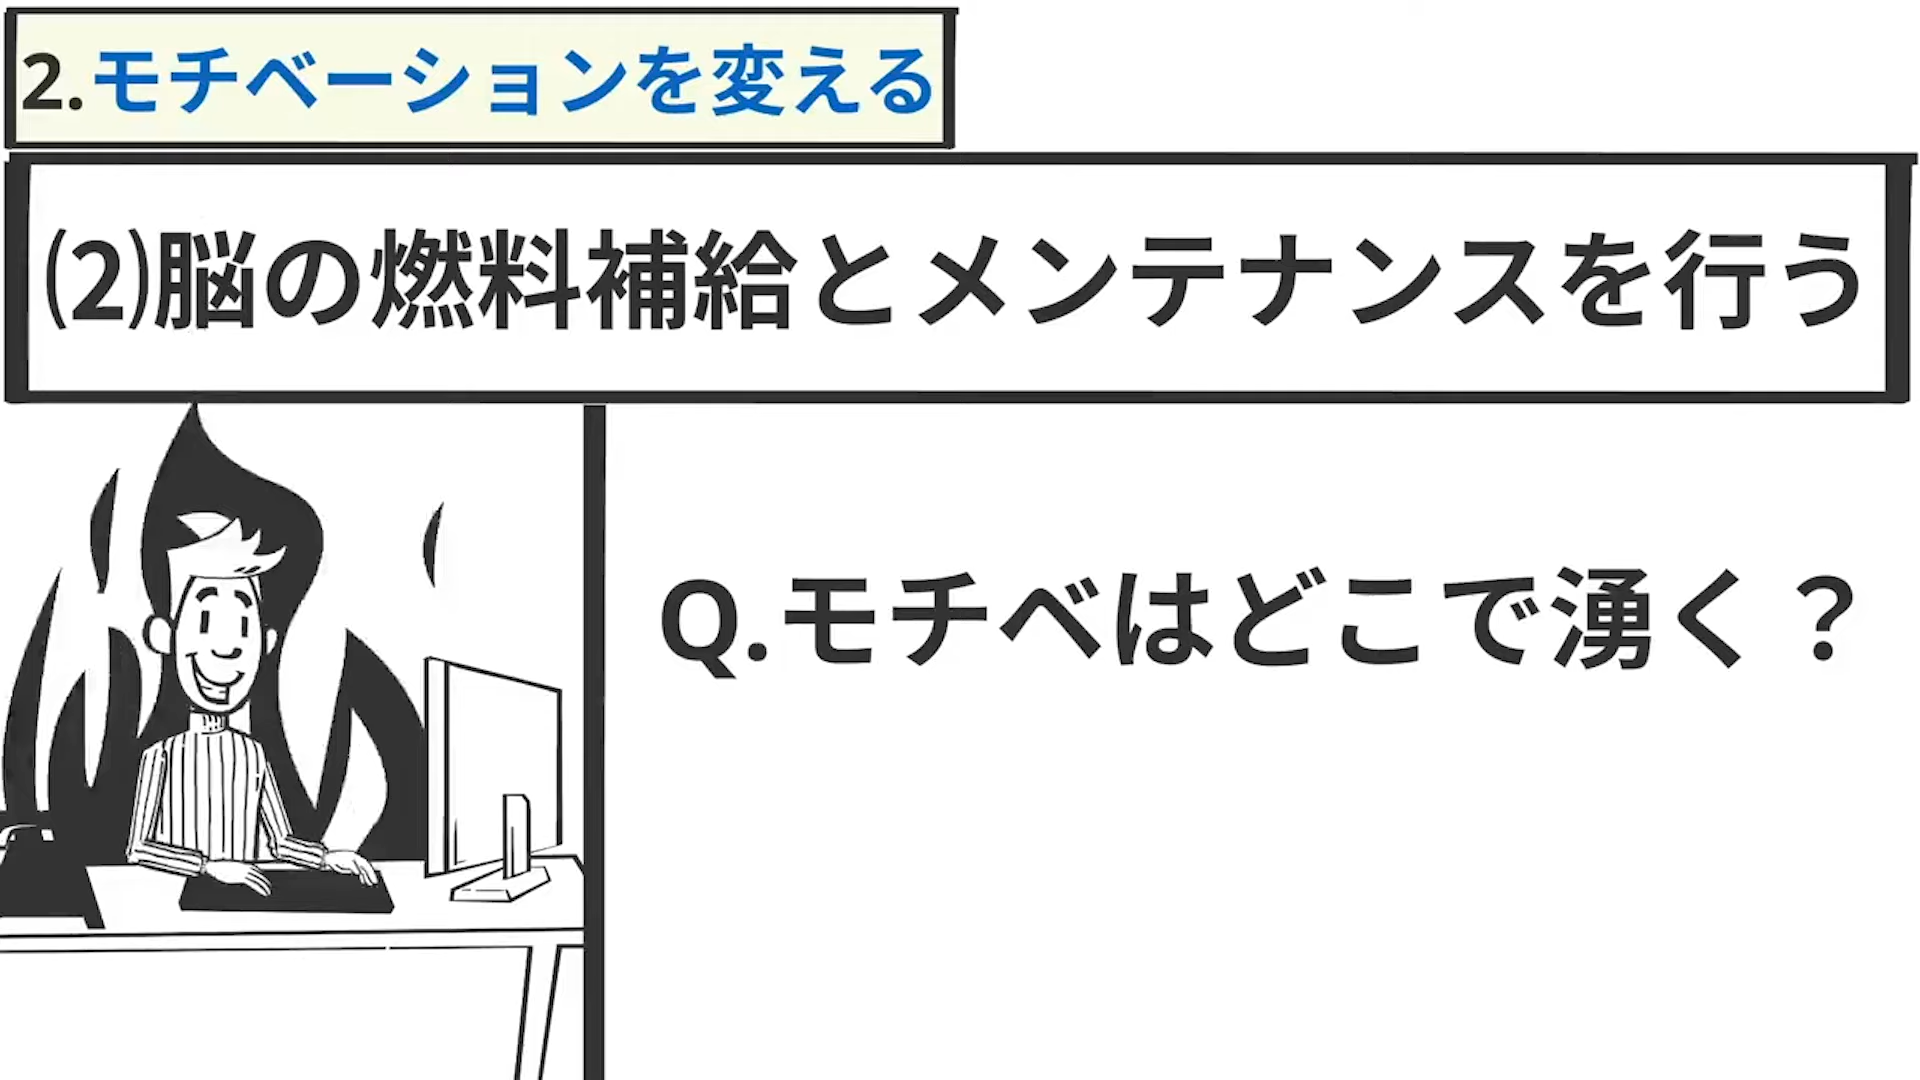 2.モチベーションを変える
(2)脳の燃料補給とメンテナンスを行う
Q.モチベはどこで湧く？